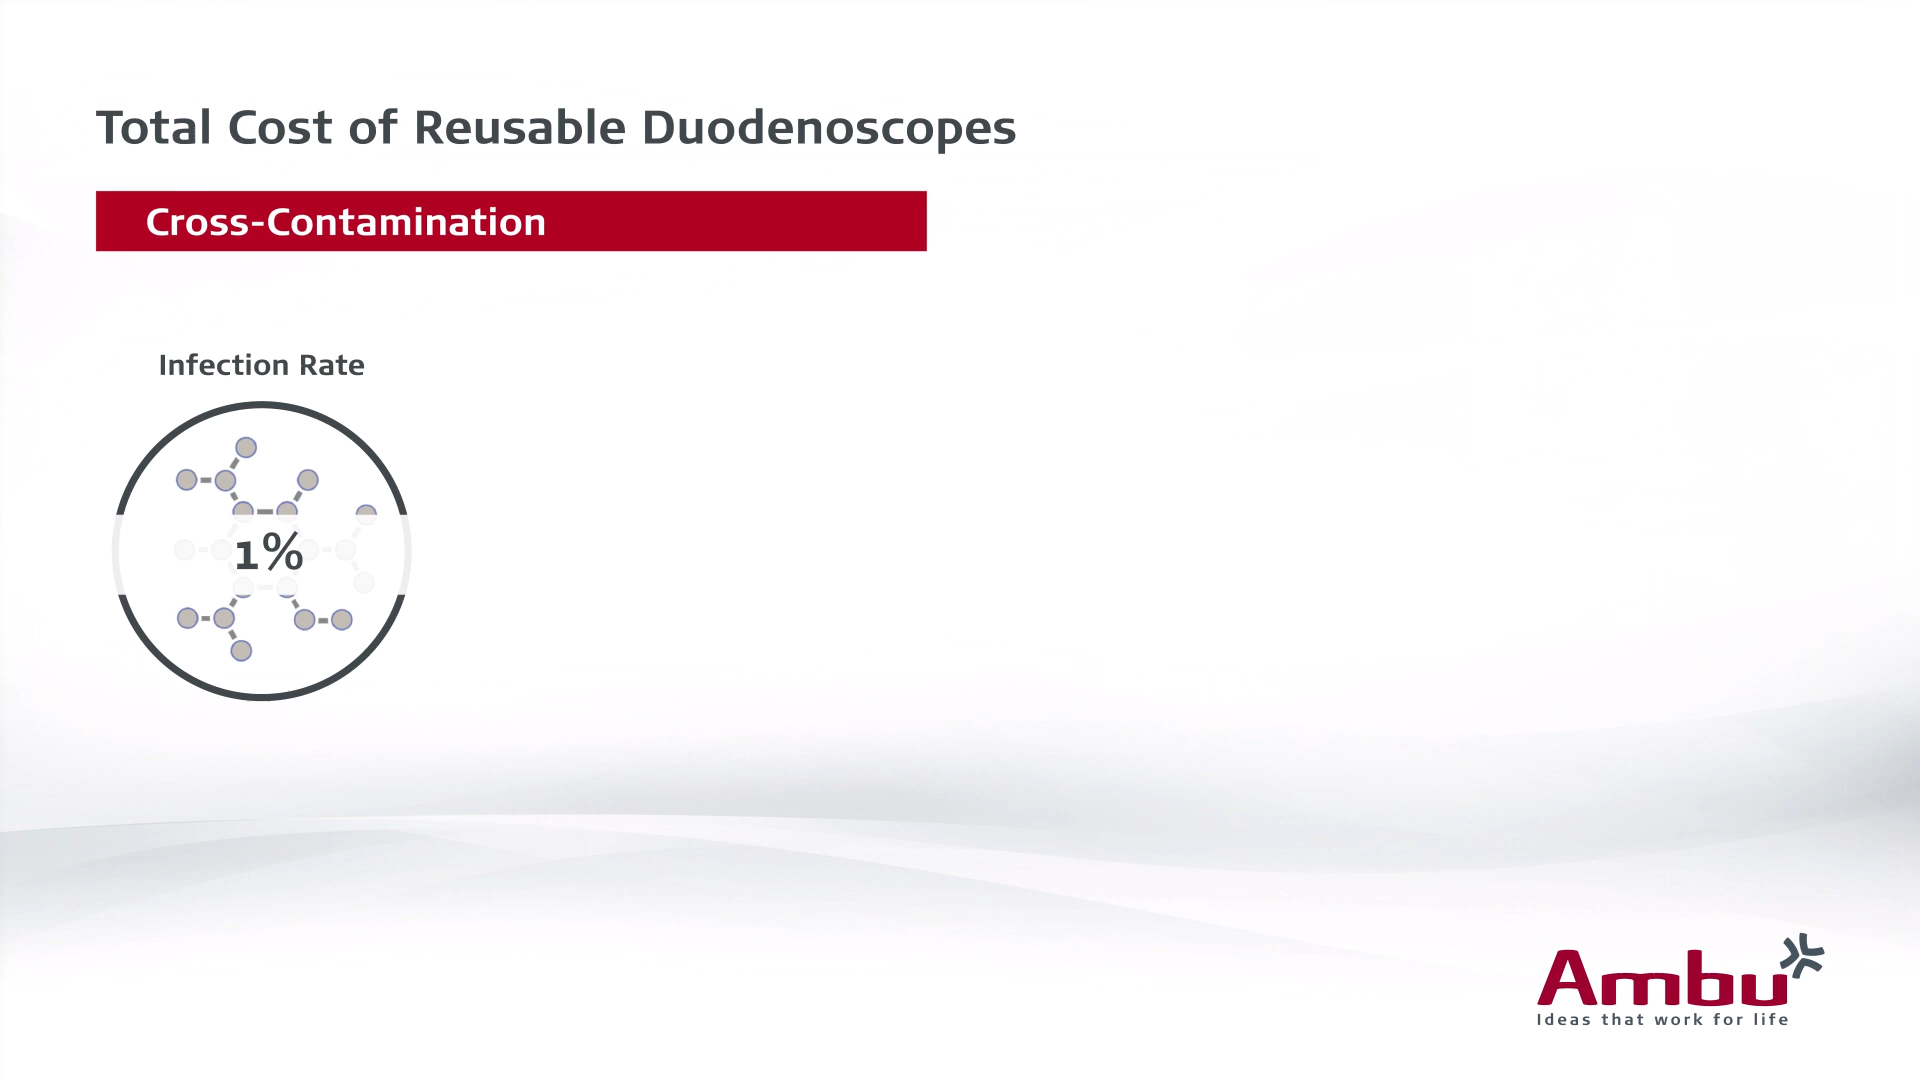 Total Cost of Reusable Duodenoscopes
Cross-Contamination
Infection Rate
1%
Ambu
Ideas that work for life